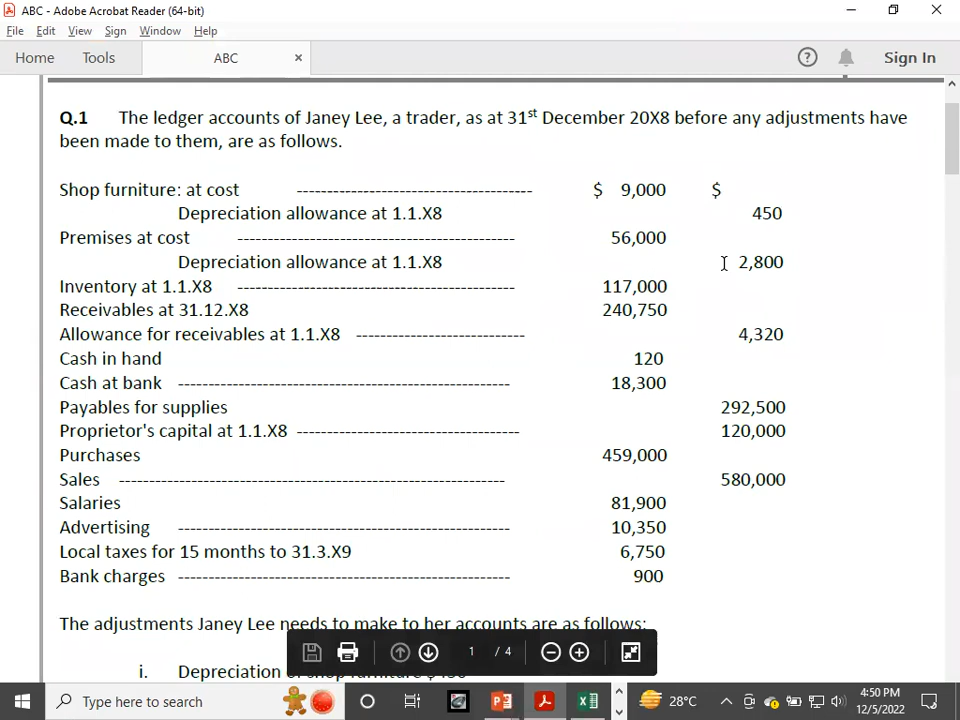 ABC - Adobe Acrobat Reader (64-bit)
File Edit View Sign Window Help
Home Tools ABC × ? Sign In
Q.1 The ledger accounts of Janey Lee, a trader, as at 31st December 20X8 before any adjustments have
been made to them, are as follows.
Shop furniture: at cost ---------------------------------------- $ 9,000 $
Depreciation allowance at 1.1.X8 450
Premises at cost ---------------------------------------------- 56,000
Depreciation allowance at 1.1.X8 2,800
Inventory at 1.1.X8 ---------------------------------------------- 117,000
Receivables at 31.12.X8 240,750
Allowance for receivables at 1.1.X8 ---------------------------- 4,320
Cash in hand 120
Cash at bank ------------------------------------------------------- 18,300
Payables for supplies 292,500
Proprietor's capital at 1.1.X8 ------------------------------------- 120,000
Purchases 459,000
Sales ---------------------------------------------------------------- 580,000
Salaries 81,900
Advertising ------------------------------------------------------- 10,350
Local taxes for 15 months to 31.3.X9 6,750
Bank charges ------------------------------------------------------- 900
The adjustments Janey Lee needs to make to her accounts are as follows:
1 / 4
i. Depreciation of shop furniture $450
Type here to search 28°C 4:50 PM
12/5/2022